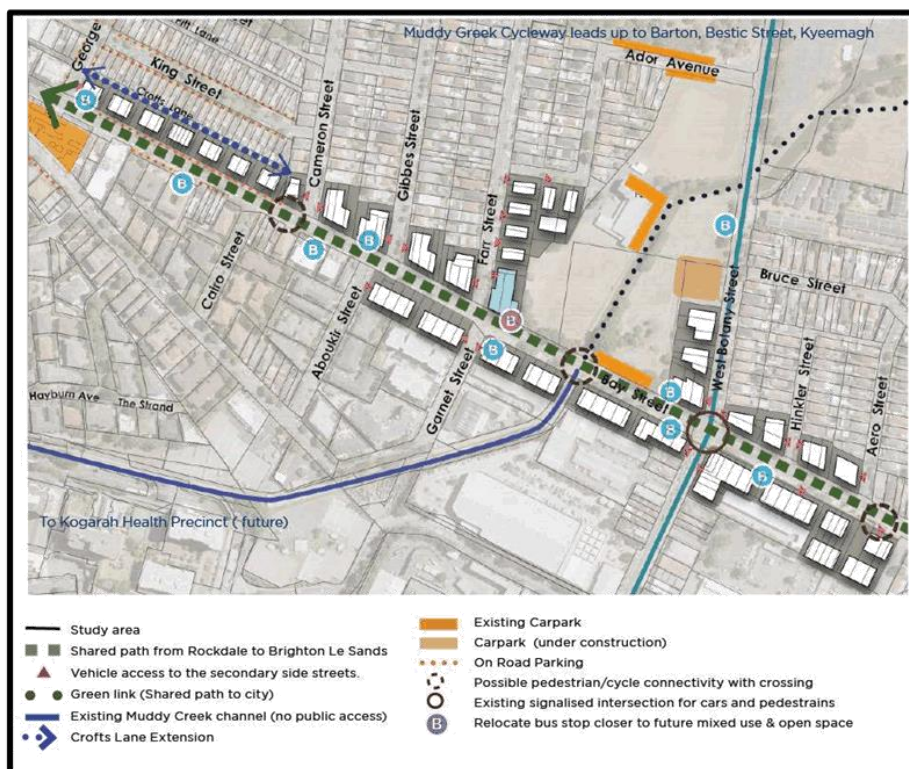 Muddy Greek Cycleway leads up to Barton, Bestic Street, Kyeemagh
George
Pitt Lane
King Street
Crofts Lane
Ador Avenue
Cameron Street
Gibbes Street
Farr Street
B
B
B
B
B
Cairo Street
Aboukir Street
Garnet Street
B
B
Bay Street
B
B
West Botany Street
Bruce Street
Hinkler Street
Aero Street
B
Hayburn Ave
The Strand
To Kogarah Health Precinct ( future)
Study area
Shared path from Rockdale to Brighton Le Sands
Vehicle access to the secondary side streets.
Green link (Shared path to city)
Existing Muddy Creek channel (no public access)
Crofts Lane Extension
Existing Carpark
Carpark (under construction)
On Road Parking
Possible pedestrian/cycle connectivity with crossing
Existing signalised intersection for cars and pedestrains
B Relocate bus stop closer to future mixed use & open space